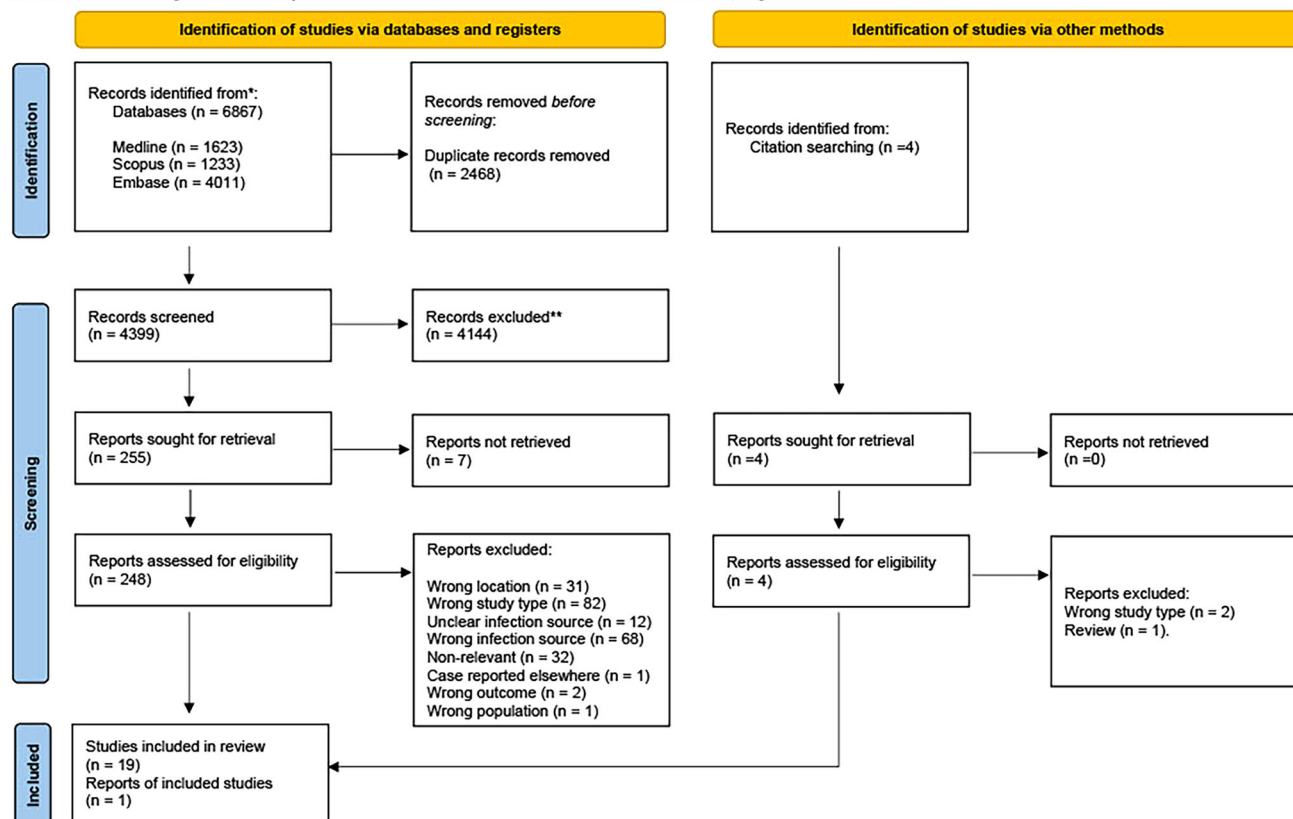 Identification of studies via databases and registers
Identification of studies via other methods
Identification
Records identified from*:
Databases (n = 6867)
Medline (n = 1623)
Scopus (n = 1233)
Embase (n = 4011)
Records removed before
screening:
Duplicate records removed
(n = 2468)
Records identified from:
Citation searching (n =4)
Screening
Records screened
(n = 4399)
Records excluded**
(n = 4144)
Reports sought for retrieval
(n = 255)
Reports not retrieved
(n = 7)
Reports sought for retrieval
(n =4)
Reports not retrieved
(n =0)
Reports assessed for eligibility
(n = 248)
Reports excluded:
Wrong location (n = 31)
Wrong study type (n = 82)
Unclear infection source (n = 12)
Wrong infection source (n = 68)
Non-relevant (n = 32)
Case reported elsewhere (n = 1)
Wrong outcome (n = 2)
Wrong population (n = 1)
Reports assessed for eligibility
(n = 4)
Reports excluded:
Wrong study type (n = 2)
Review (n = 1).
Included
Studies included in review
(n = 19)
Reports of included studies
(n = 1)